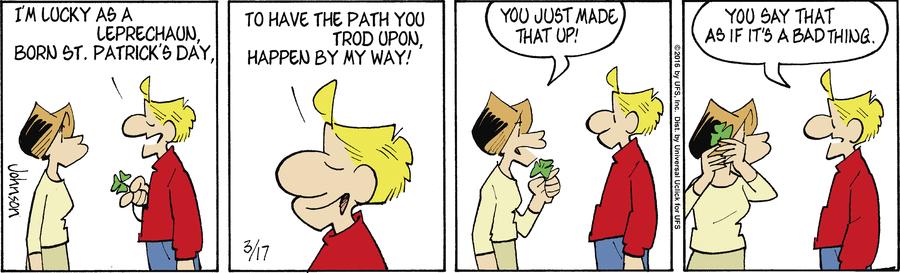 I'M LUCKY AS A
LEPRECHAUN,
BORN ST. PATRICK'S DAY,
Johnson
TO HAVE THE PATH YOU
TROD UPON,
HAPPEN BY MY WAY!
3/17
YOU JUST MADE
THAT UP!
©2016 by UFS, Inc. Dist. by Universal Uclick for UFS
YOU SAY THAT
AS IF IT'S A BAD THING.